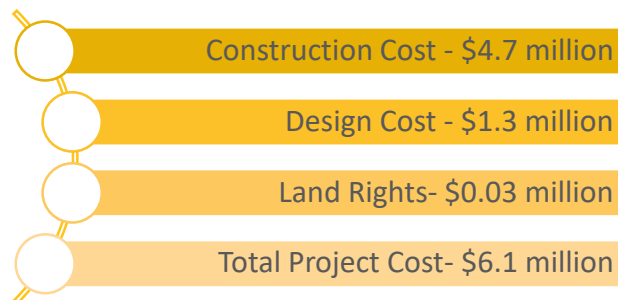 Construction Cost - $4.7 million
Design Cost - $1.3 million
Land Rights- $0.03 million
Total Project Cost- $6.1 million